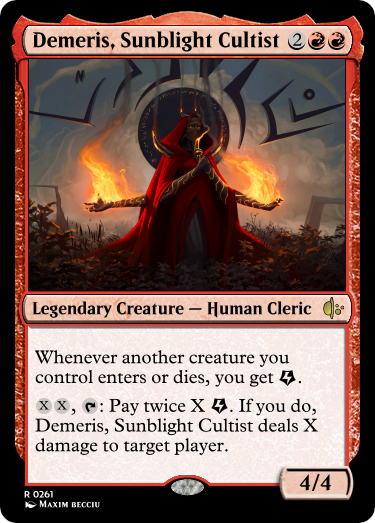 Demeris, Sunblight Cultist 2
Legendary Creature — Human Cleric
Whenever another creature you
control enters or dies, you get .
X X, : Pay twice X . If you do,
Demeris, Sunblight Cultist deals X
damage to target player.
4/4
R 0261
Maxim Becciu